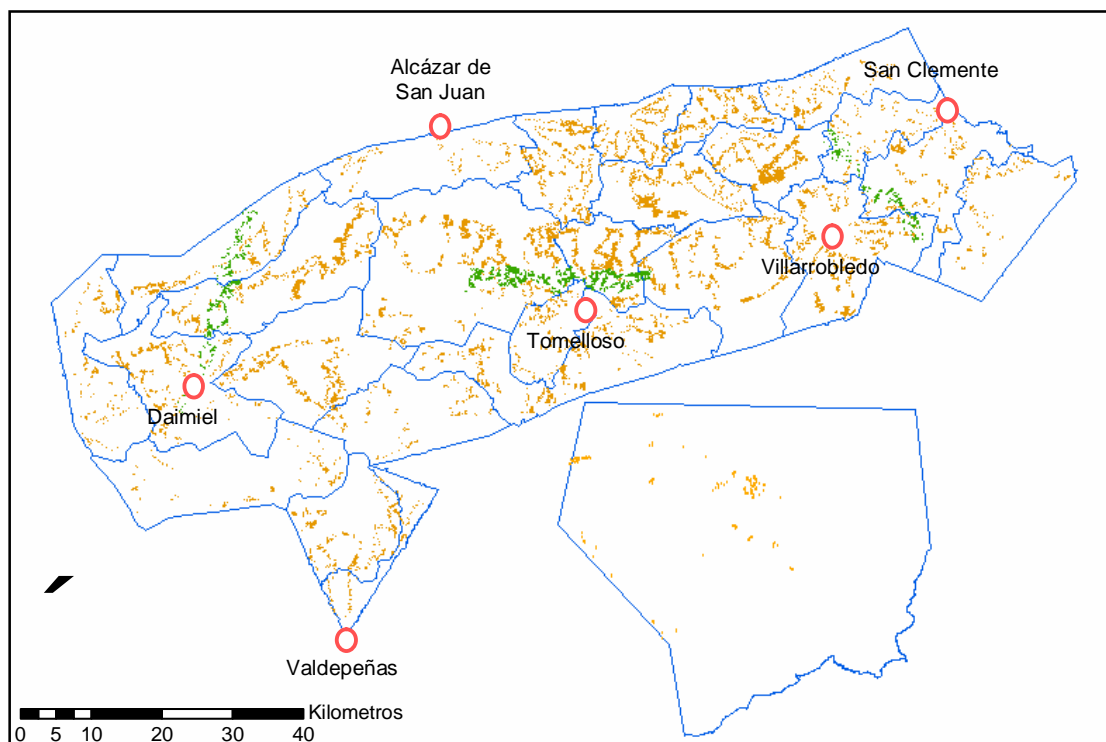 Alcázar de
San Juan
San Clemente
Villarrobledo
Tomelloso
Daimiel
Valdepeñas
Kilometros
0 5 10 20 30 40